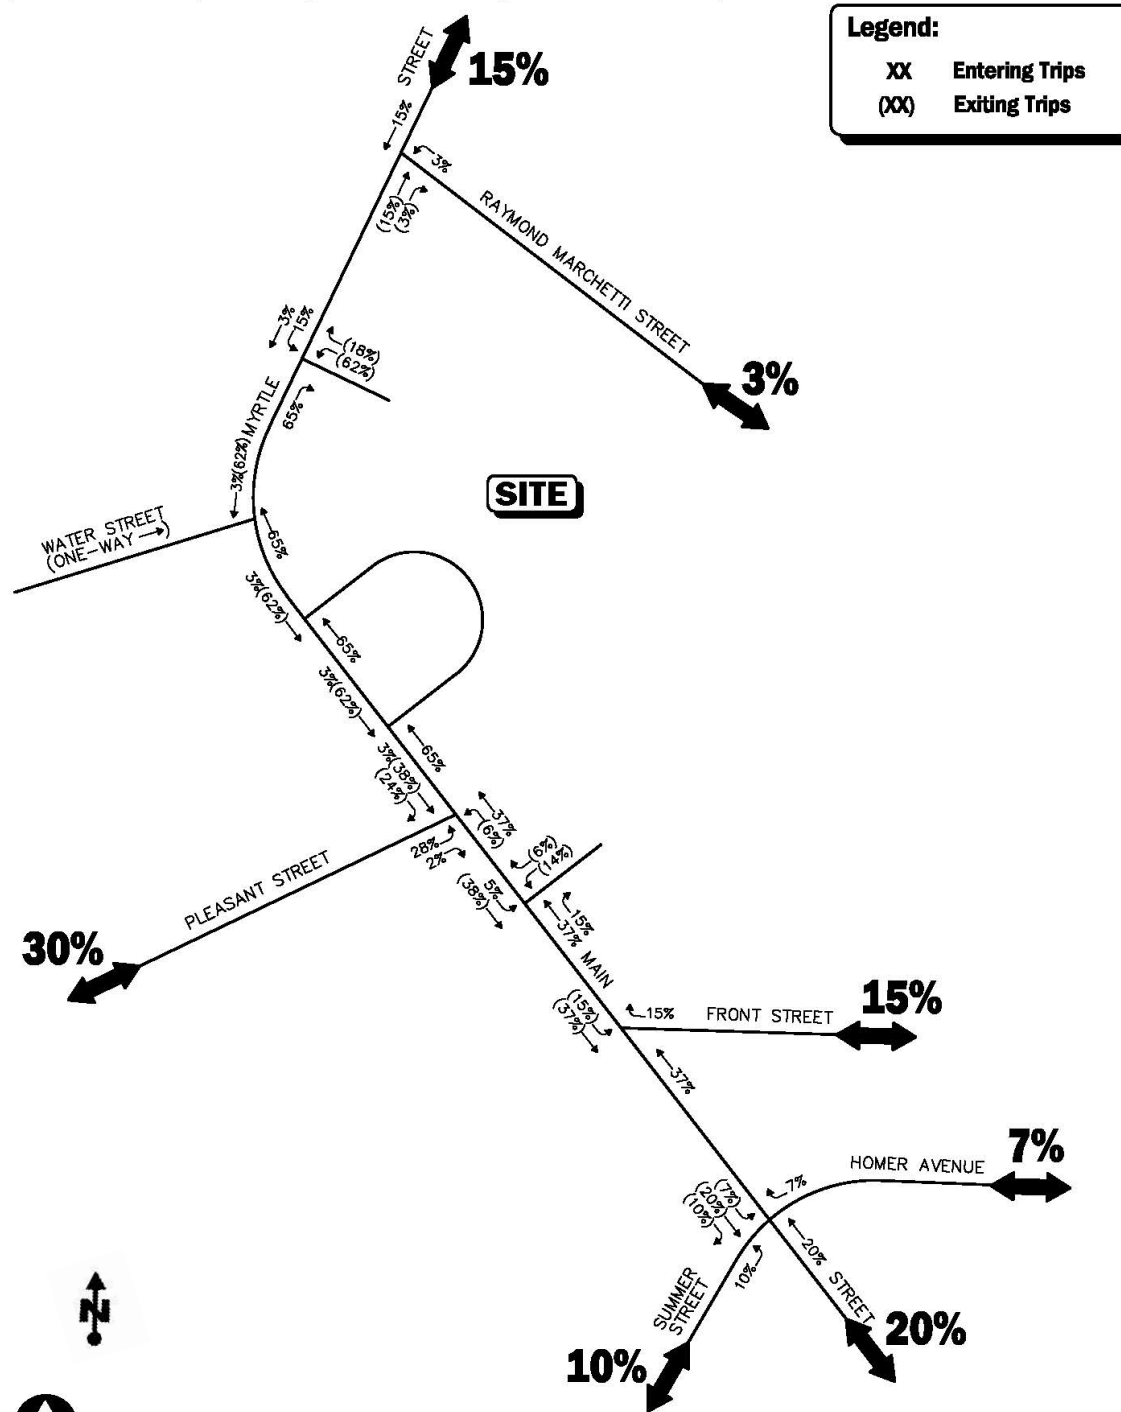 Legend:
XX Entering Trips
(XX) Exiting Trips
STREET
15%
15%
3%
(15%)
(3%)
RAYMOND MARCHETTI STREET
3%
3%
15%
(18%)
(62%)
65%
MYRTLE
3%(62%)
SITE
WATER STREET
(ONE-WAY →)
65%
3%(62%)
65%
3%(62%)
65%
3%(38%)
(24%)
37%
(6%)
28%
2%
(6%)
(14%)
5%
(38%)
15%
37%
PLEASANT STREET
30%
MAIN
(15%)
(37%)
15%
FRONT STREET
15%
37%
HOMER AVENUE
7%
7%
(7%)
(20%)
(10%)
20%
10%
STREET
20%
SUMMER
STREET
10%
N